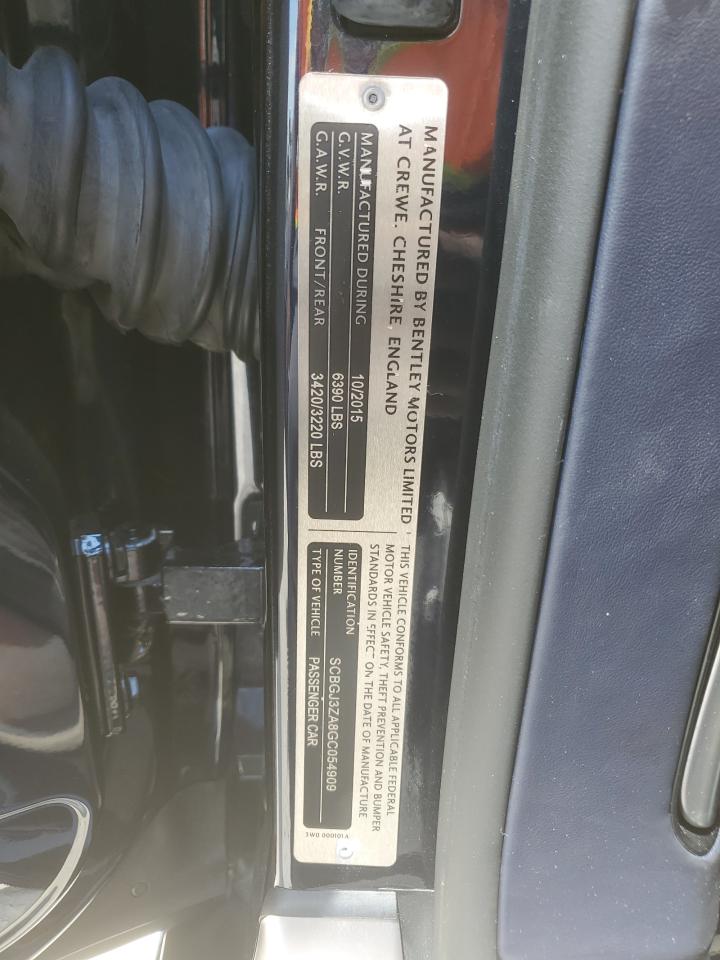 MANUFACTURED BY BENTLEY MOTORS LIMITED
AT CREWE, CHESHIRE, ENGLAND
MANUFACTURED DURING 10/2015
G.V.W.R. 6390 LBS
G.A.W.R. FRONT/REAR 3420/3220 LBS
THIS VEHICLE CONFORMS TO ALL APPLICABLE FEDERAL
MOTOR VEHICLE SAFETY, THEFT PREVENTION AND BUMPER
STANDARDS IN EFFECT ON THE DATE OF MANUFACTURE
IDENTIFICATION
NUMBER SCBGJ3ZA8GC054909
TYPE OF VEHICLE PASSENGER CAR
3W0 000101 A